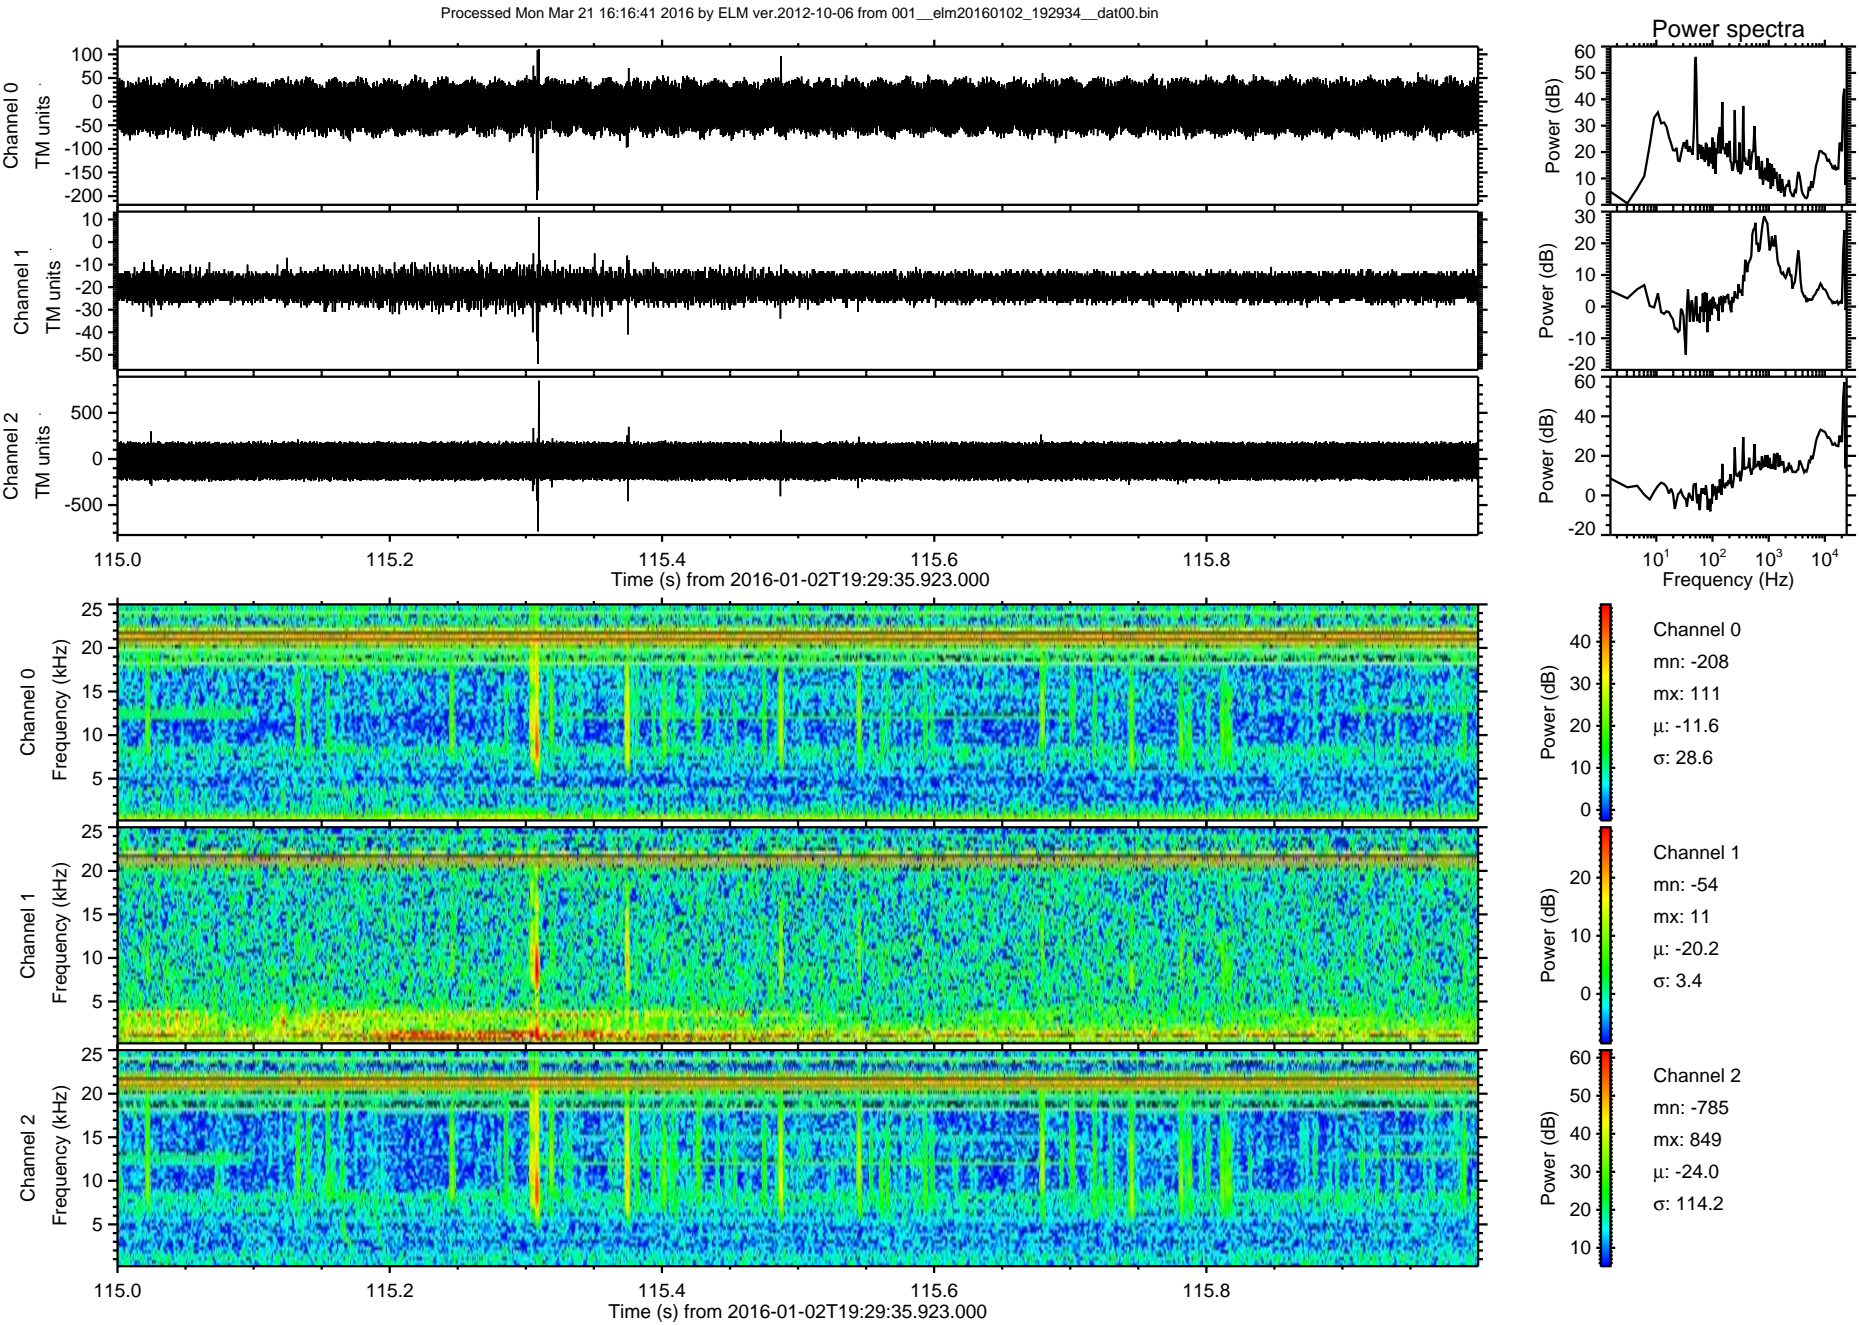 Processed Mon Mar 21 16:16:41 2016 by ELM ver.2012-10-06 from 001__elm20160102_192934__dat00.bin
Power spectra
Channel 0
TM units
100
50
0
-50
-100
-150
-200
Power (dB)
60
50
40
30
20
10
0
Channel 1
TM units
10
0
-10
-20
-30
-40
-50
Power (dB)
30
20
10
0
-10
-20
Channel 2
TM units
500
0
-500
Power (dB)
60
40
20
0
-20
115.0 115.2 115.4 115.6 115.8
Time (s) from 2016-01-02T19:29:35.923.000
10¹ 10² 10³ 10⁴
Frequency (Hz)
Channel 0
Frequency (kHz)
25
20
15
10
5
Power (dB)
40
30
20
10
0
Channel 0
mn: -208
mx: 111
μ: -11.6
σ: 28.6
Channel 1
Frequency (kHz)
25
20
15
10
5
Power (dB)
20
10
0
Channel 1
mn: -54
mx: 11
μ: -20.2
σ: 3.4
Channel 2
Frequency (kHz)
25
20
15
10
5
Power (dB)
60
50
40
30
20
10
Channel 2
mn: -785
mx: 849
μ: -24.0
σ: 114.2
115.0 115.2 115.4 115.6 115.8
Time (s) from 2016-01-02T19:29:35.923.000